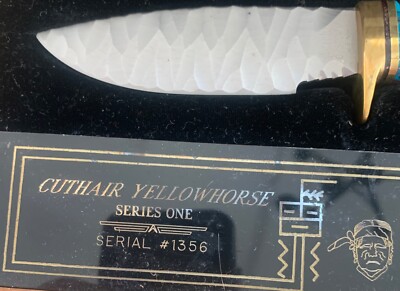 CUTHAIR YELLOWHORSE
SERIES ONE
SERIAL #1356